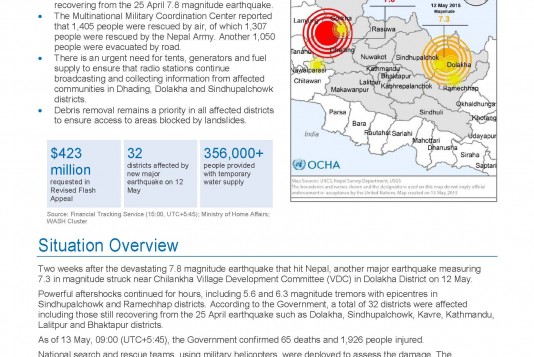 recovering from the 25 April 7.8 magnitude earthquake.
• The Multinational Military Coordination Center reported
that 1,405 people were rescued by air, of which 1,307
people were rescued by the Nepal Army. Another 1,050
people were evacuated by road.
• There is an urgent need for tents, generators and fuel
supply to ensure that radio stations continue
broadcasting and collecting information from affected
communities in Dhading, Dolakha and Sindhupalchowk
districts.
• Debris removal remains a priority in all affected districts
to ensure access to areas blocked by landslides.
12 May 2015
Magnitude
7.3
Lamjung
Gorkha
Rasuwa
Dhading
Nuwakot
Sindhupalchok
Dolakha
Kathmandu
Bhaktapur
Lalitpur
Kabhrepalanchok
Ramechhap
Nawalparasi
Chitawan
Makawanpur
Okhaldhunga
Khotang
Sindhuli
Parsa
Bara
Rautahat
Sarlahi
Mahottari
Dhanusha
Udayapur
Siraha
Saptari
India
OCHA
Map Sources: UNCS, Nepal Survey Department, USGS
The boundaries and names shown and the designations used on this map do not imply official
endorsement or acceptance by the United Nations. Map created on 13 May, 2015
$423
million
requested in
Revised Flash
Appeal
32
districts affected by
new major
earthquake on 12
May
356,000+
people provided
with temporary
water supply
Source: Financial Tracking Service (15:00, UTC+5:45); Ministry of Home Affairs;
WASH Cluster
Situation Overview
Two weeks after the devastating 7.8 magnitude earthquake that hit Nepal, another major earthquake measuring
7.3 in magnitude struck near Chilankha Village Development Committee (VDC) in Dolakha District on 12 May.
Powerful aftershocks continued for hours, including 5.6 and 6.3 magnitude tremors with epicentres in
Sindhupalchowk and Ramechhap districts. According to the Government, a total of 32 districts were affected
including those still recovering from the 25 April earthquake such as Dolakha, Sindhupalchowk, Kavre, Kathmandu,
Lalitpur and Bhaktapur districts.
As of 13 May, 09:00 (UTC+5:45), the Government confirmed 65 deaths and 1,926 people injured.
National search and rescue teams, using military helicopters, were deployed to assess the damage. The